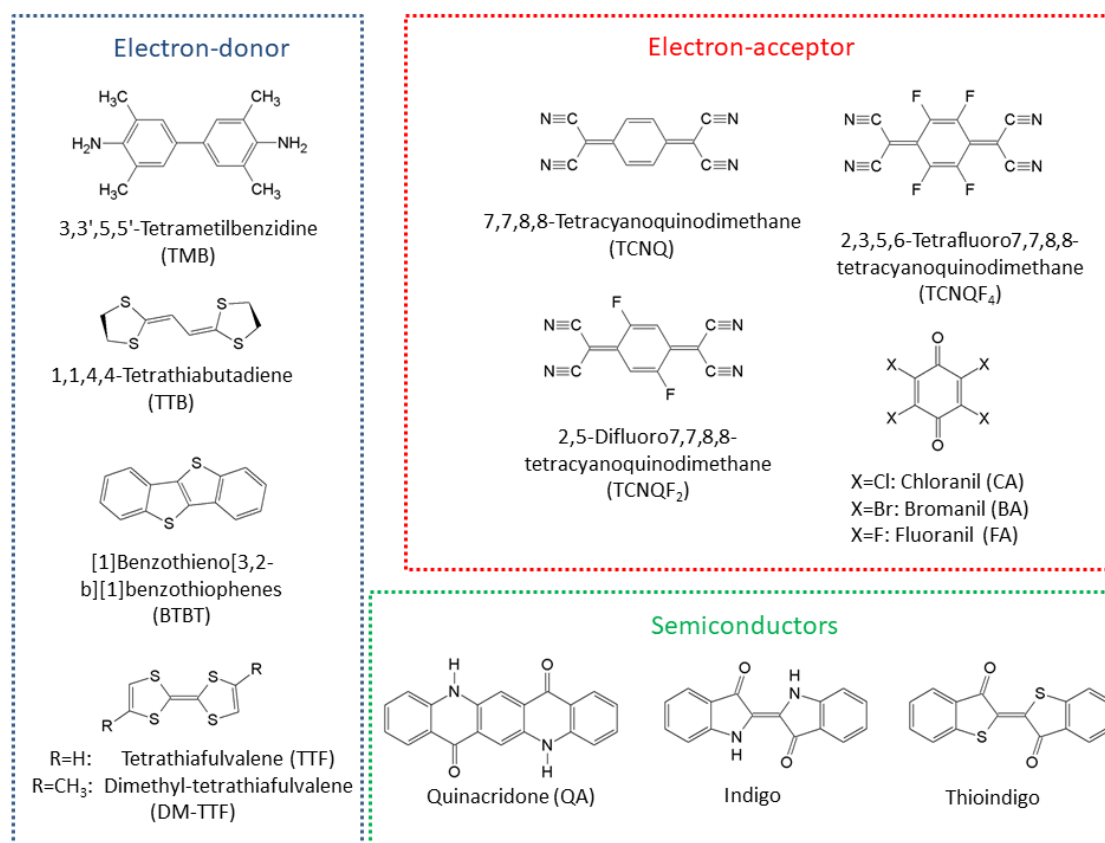 Electron-donor
H₃C
CH₃
H₂N
NH₂
CH₃
CH₃
3,3',5,5'-Tetrametilbenzidine
(TMB)
S
S
S
S
1,1,4,4-Tetrathiabutadiene
(TTB)
S
S
[1]Benzothieno[3,2-
b][1]benzothiophenes
(BTBT)
S
S
R
R
S
S
R=H: Tetrathiafulvalene (TTF)
R=CH₃: Dimethyl-tetrathiafulvalene
(DM-TTF)
Electron-acceptor
N≡C
C≡N
N≡C
C≡N
7,7,8,8-Tetracyanoquinodimethane
(TCNQ)
F
F
N≡C
C≡N
N≡C
C≡N
F
F
2,3,5,6-Tetrafluoro7,7,8,8-
tetracyanoquinodimethane
(TCNQF₄)
F
N≡C
C≡N
N≡C
C≡N
F
2,5-Difluoro7,7,8,8-
tetracyanoquinodimethane
(TCNQF₂)
O
X
X
X
X
O
X=Cl: Chloranil (CA)
X=Br: Bromanil (BA)
X=F: Fluoranil (FA)
Semiconductors
H
O
N
N
O
H
Quinacridone (QA)
O
H
N
N
H
O
Indigo
O
S
S
O
Thioindigo